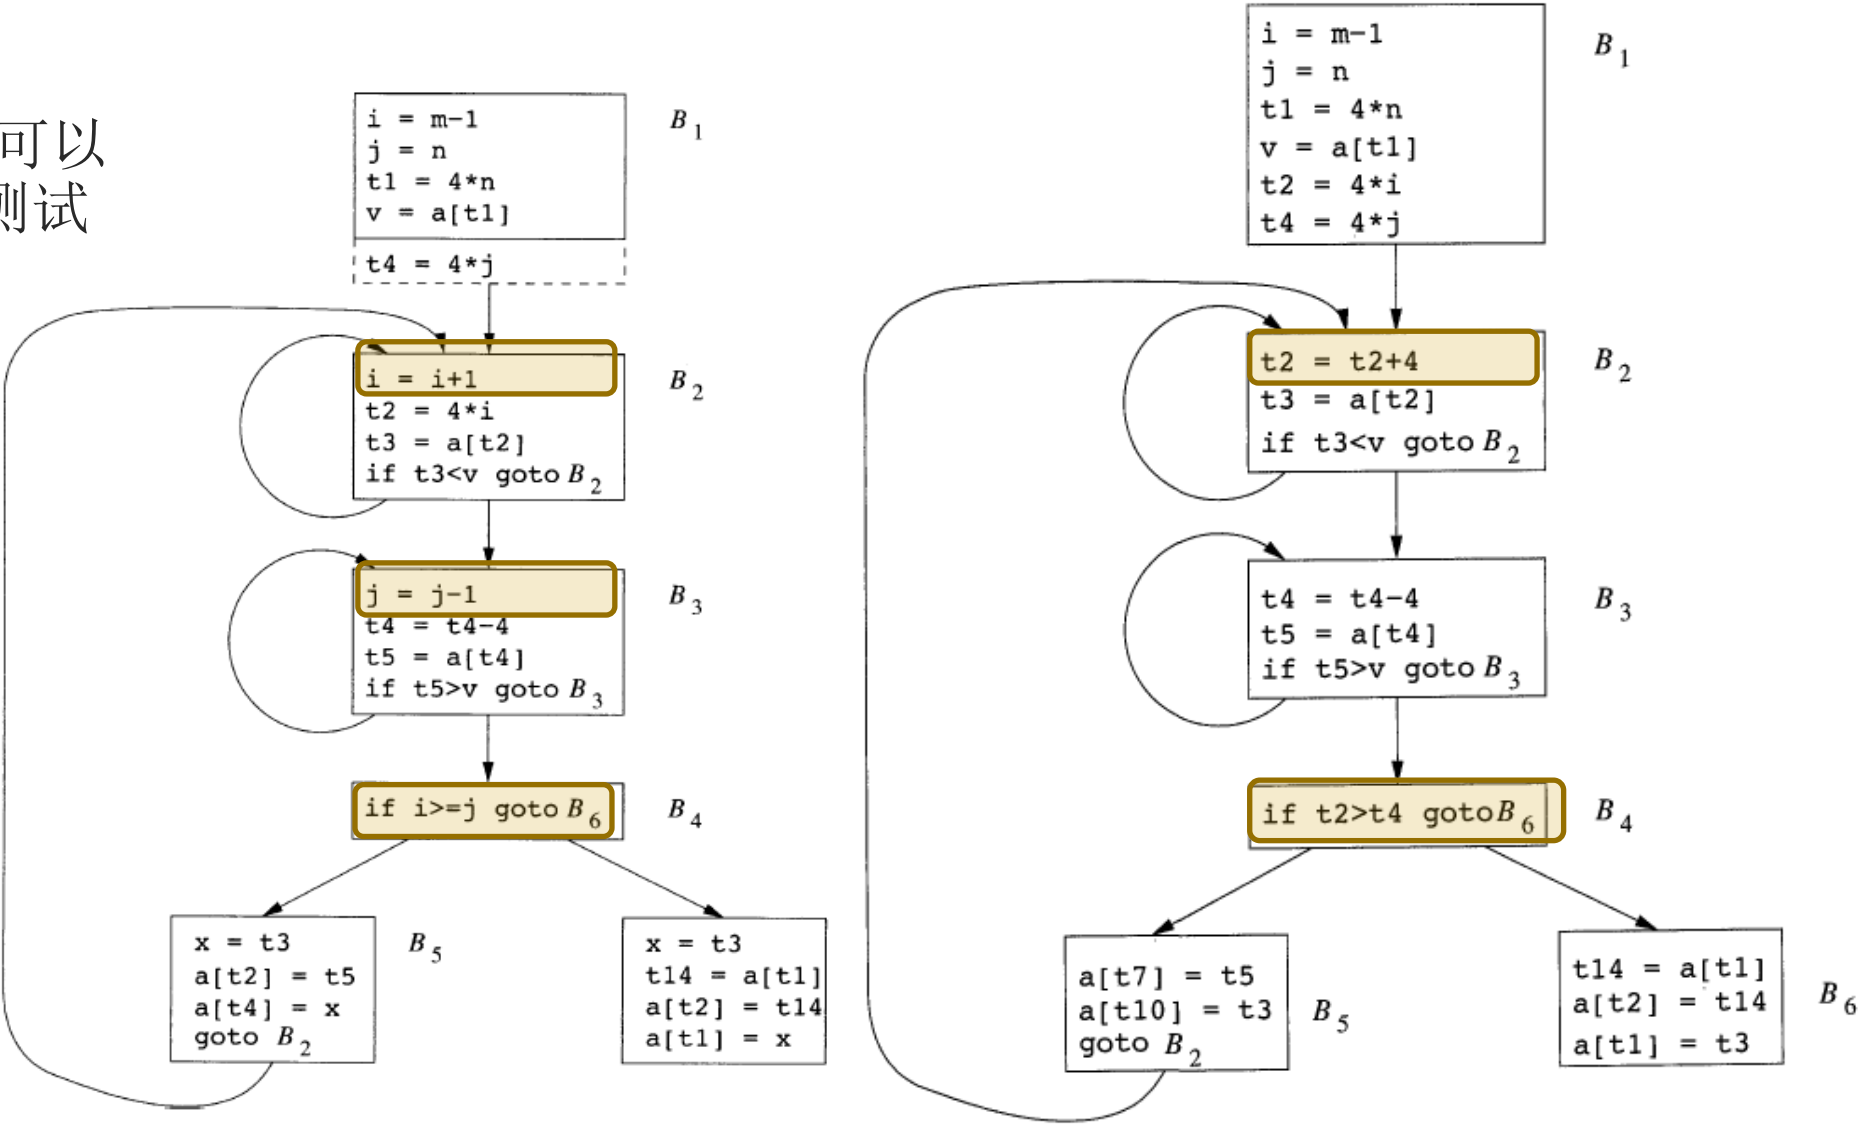 可以
测试
i = m-1
j = n
t1 = 4*n
v = a[t1]
t4 = 4*j
B1
i = i+1
t2 = 4*i
t3 = a[t2]
if t3<v goto B2
B2
j = j-1
t4 = t4-4
t5 = a[t4]
if t5>v goto B3
B3
if i>=j goto B6
B4
x = t3
a[t2] = t5
a[t4] = x
goto B2
B5
x = t3
t14 = a[t1]
a[t2] = t14
a[t1] = x
i = m-1
j = n
t1 = 4*n
v = a[t1]
t2 = 4*i
t4 = 4*j
B1
t2 = t2+4
t3 = a[t2]
if t3<v goto B2
B2
t4 = t4-4
t5 = a[t4]
if t5>v goto B3
B3
if t2>t4 goto B6
B4
a[t7] = t5
a[t10] = t3
goto B2
B5
t14 = a[t1]
a[t2] = t14
a[t1] = t3
B6